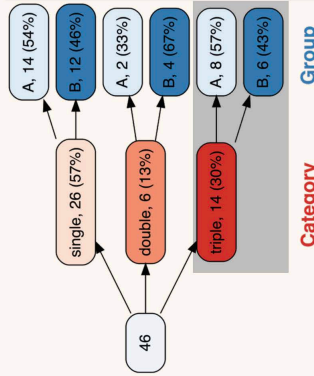 46
single, 26 (57%)
double, 6 (13%)
triple, 14 (30%)
A, 14 (54%)
B, 12 (46%)
A, 2 (33%)
B, 4 (67%)
A, 8 (57%)
B, 6 (43%)
Category
Group